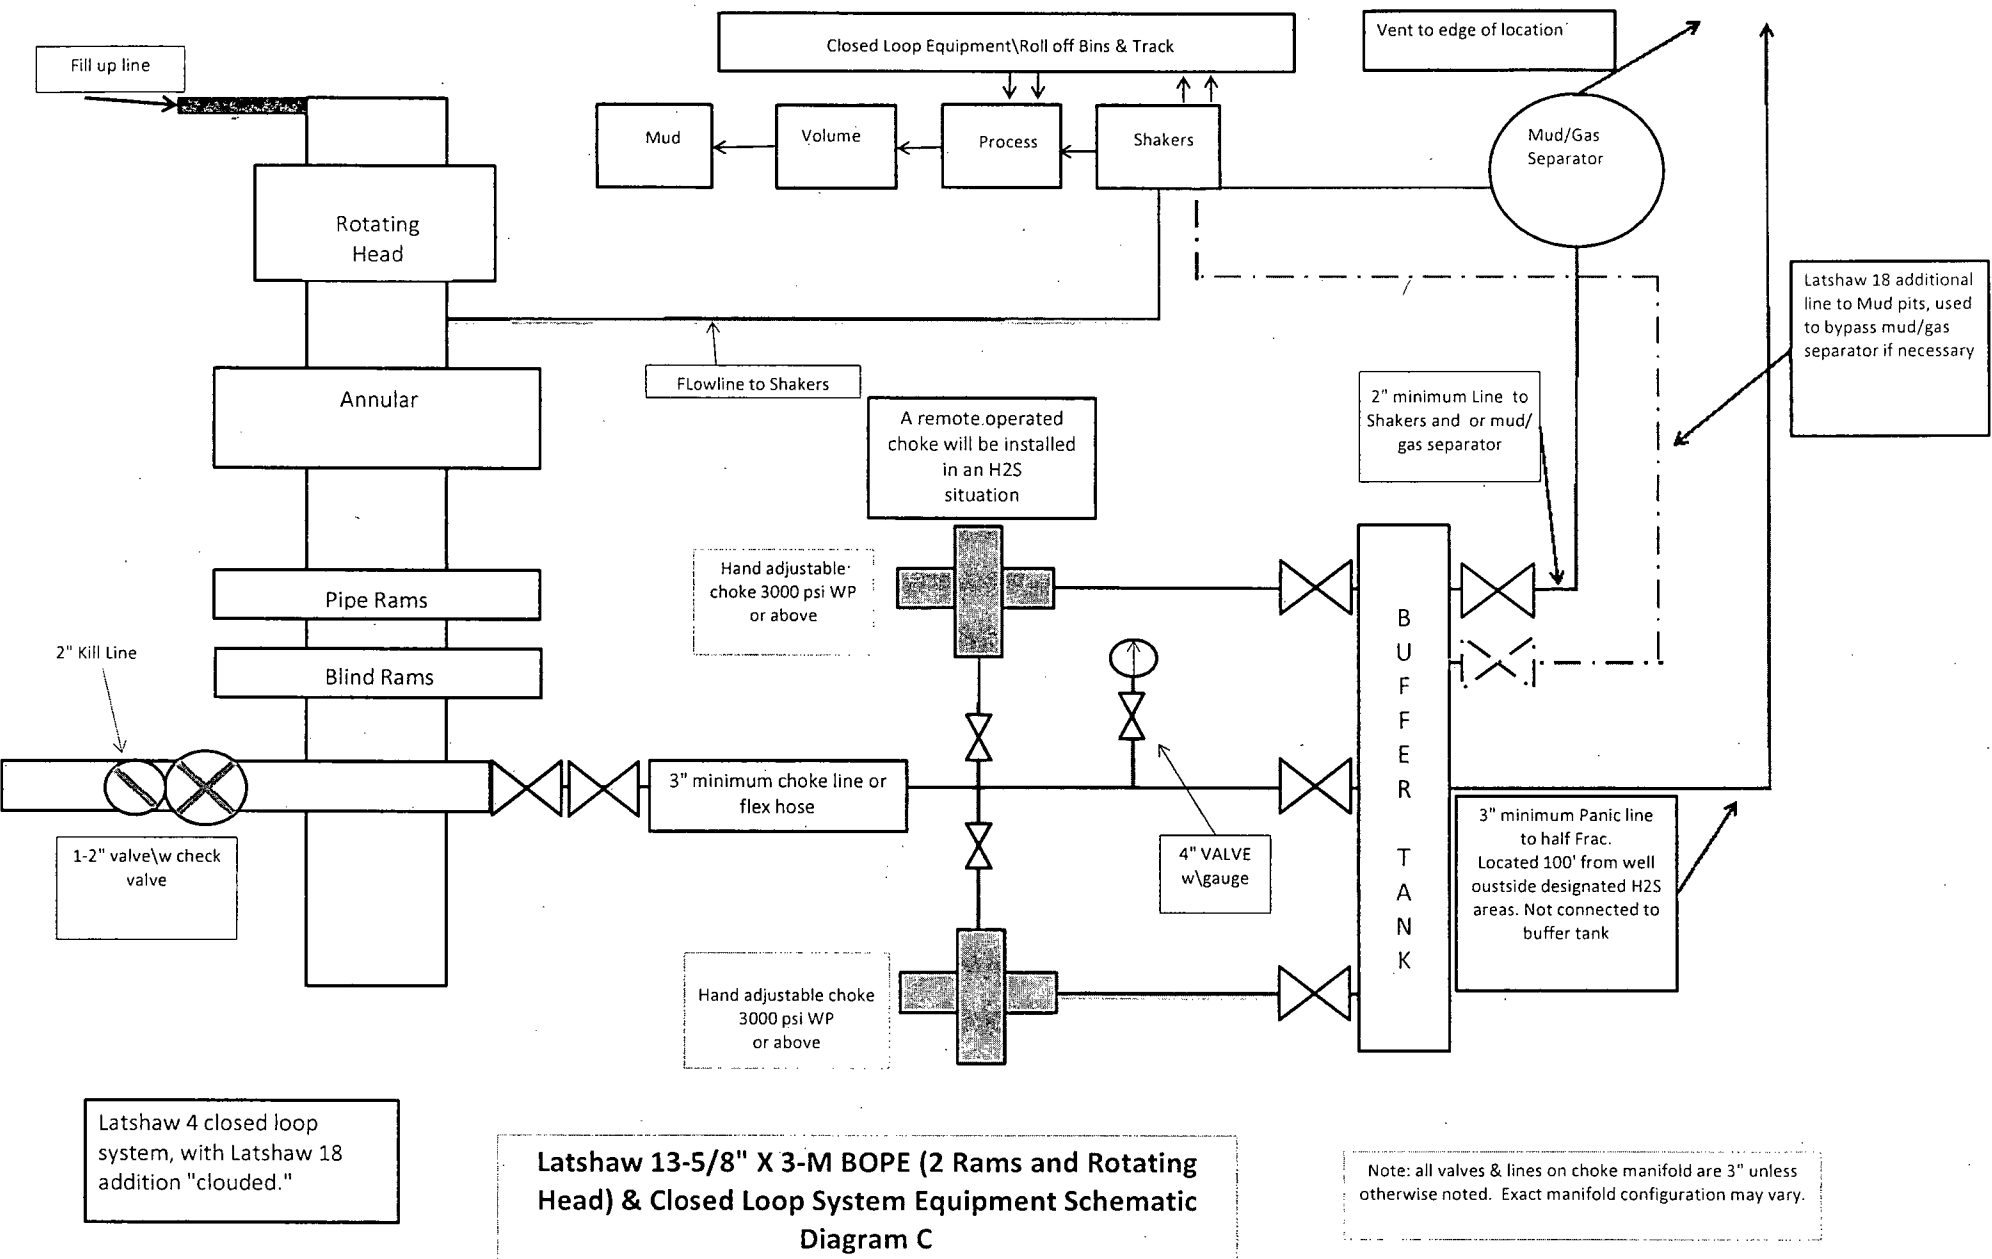 Fill up line
Closed Loop Equipment\Roll off Bins & Track
Vent to edge of location
Mud
Volume
Process
Shakers
Mud/Gas
Separator
Rotating
Head
Latshaw 18 additional
line to Mud pits, used
to bypass mud/gas
separator if necessary
FLowline to Shakers
Annular
2" minimum Line to
Shakers and or mud/
gas separator
A remote operated
choke will be installed
in an H2S
situation
Hand adjustable
choke 3000 psi WP
or above
Pipe Rams
Blind Rams
2" Kill Line
3" minimum choke line or
flex hose
B
U
F
F
E
R
T
A
N
K
1-2" valve\w check
valve
4" VALVE
w\gauge
3" minimum Panic line
to half Frac.
Located 100' from well
oustside designated H2S
areas. Not connected to
buffer tank
Hand adjustable choke
3000 psi WP
or above
Latshaw 4 closed loop
system, with Latshaw 18
addition "clouded."
Latshaw 13-5/8" X 3-M BOPE (2 Rams and Rotating
Head) & Closed Loop System Equipment Schematic
Diagram C
Note: all valves & lines on choke manifold are 3" unless
otherwise noted. Exact manifold configuration may vary.